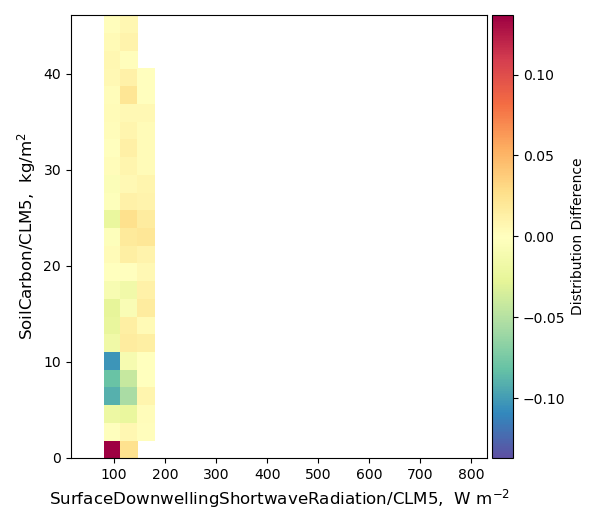 SoilCarbon/CLM5,  kg/m²
40
30
20
10
0
100 200 300 400 500 600 700 800
SurfaceDownwellingShortwaveRadiation/CLM5,  W m⁻²
0.10
0.05
0.00
−0.05
−0.10
Distribution Difference